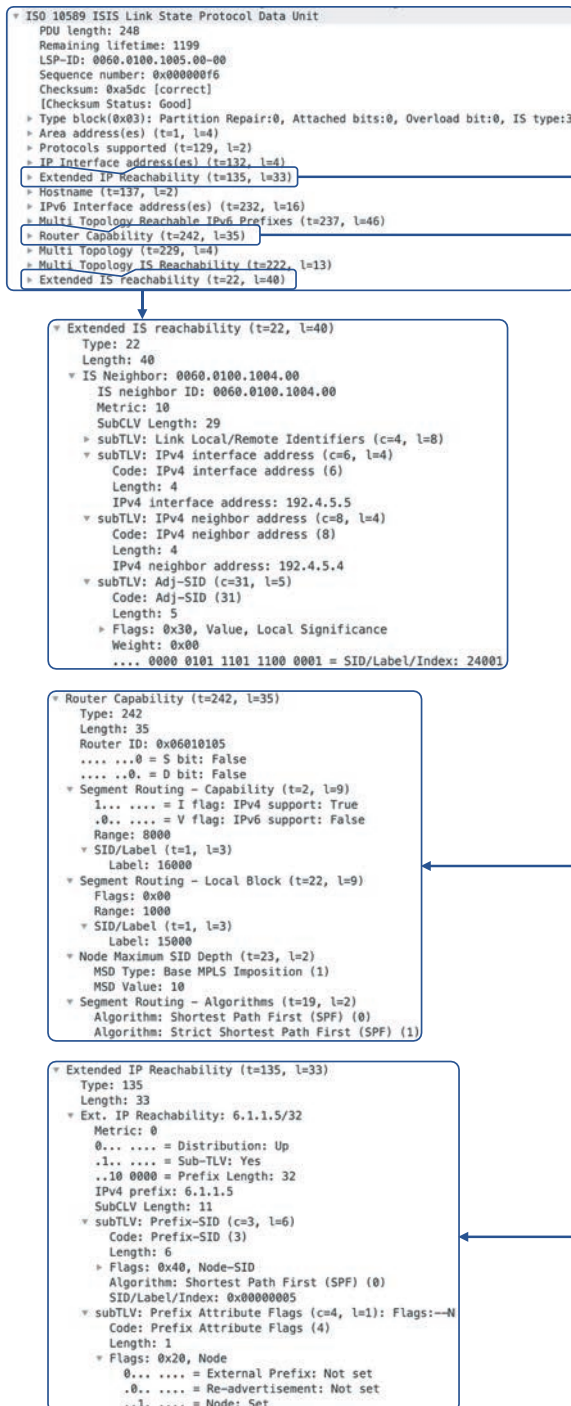 ISO 10589 ISIS Link State Protocol Data Unit
PDU length: 248
Remaining lifetime: 1199
LSP-ID: 0060.0100.1005.00-00
Sequence number: 0x000000f6
Checksum: 0xa5dc [correct]
[Checksum Status: Good]
Type block(0x03): Partition Repair:0, Attached bits:0, Overload bit:0, IS type:3
Area address(es) (t=1, l=4)
Protocols supported (t=129, l=2)
IP Interface address(es) (t=132, l=4)
Extended IP Reachability (t=135, l=33)
Hostname (t=137, l=2)
IPv6 Interface address(es) (t=232, l=16)
Multi Topology Reachable IPv6 Prefixes (t=237, l=46)
Router Capability (t=242, l=35)
Multi Topology (t=229, l=4)
Multi Topology IS Reachability (t=222, l=13)
Extended IS reachability (t=22, l=40)
Extended IS reachability (t=22, l=40)
Type: 22
Length: 40
IS Neighbor: 0060.0100.1004.00
IS neighbor ID: 0060.0100.1004.00
Metric: 10
SubCLV Length: 29
subTLV: Link Local/Remote Identifiers (c=4, l=8)
subTLV: IPv4 interface address (c=6, l=4)
Code: IPv4 interface address (6)
Length: 4
IPv4 interface address: 192.4.5.5
subTLV: IPv4 neighbor address (c=8, l=4)
Code: IPv4 neighbor address (8)
Length: 4
IPv4 neighbor address: 192.4.5.4
subTLV: Adj-SID (c=31, l=5)
Code: Adj-SID (31)
Length: 5
Flags: 0x30, Value, Local Significance
Weight: 0x00
.... 0000 0101 1101 1100 0001 = SID/Label/Index: 24001
Router Capability (t=242, l=35)
Type: 242
Length: 35
Router ID: 0x06010105
.... ...0 = S bit: False
.... ..0. = D bit: False
Segment Routing - Capability (t=2, l=9)
1... .... = I flag: IPv4 support: True
.0.. .... = V flag: IPv6 support: False
Range: 8000
SID/Label (t=1, l=3)
Label: 16000
Segment Routing - Local Block (t=22, l=9)
Flags: 0x00
Range: 1000
SID/Label (t=1, l=3)
Label: 15000
Node Maximum SID Depth (t=23, l=2)
MSD Type: Base MPLS Imposition (1)
MSD Value: 10
Segment Routing - Algorithms (t=19, l=2)
Algorithm: Shortest Path First (SPF) (0)
Algorithm: Strict Shortest Path First (SPF) (1)
Extended IP Reachability (t=135, l=33)
Type: 135
Length: 33
Ext. IP Reachability: 6.1.1.5/32
Metric: 0
0... .... = Distribution: Up
.1.. .... = Sub-TLV: Yes
..10 0000 = Prefix Length: 32
IPv4 prefix: 6.1.1.5
SubCLV Length: 11
subTLV: Prefix-SID (c=3, l=6)
Code: Prefix-SID (3)
Length: 6
Flags: 0x40, Node-SID
Algorithm: Shortest Path First (SPF) (0)
SID/Label/Index: 0x00000005
subTLV: Prefix Attribute Flags (c=4, l=1): Flags:--N
Code: Prefix Attribute Flags (4)
Length: 1
Flags: 0x20, Node
0... .... = External Prefix: Not set
.0.. .... = Re-advertisement: Not set
..1. .... = Node: Set